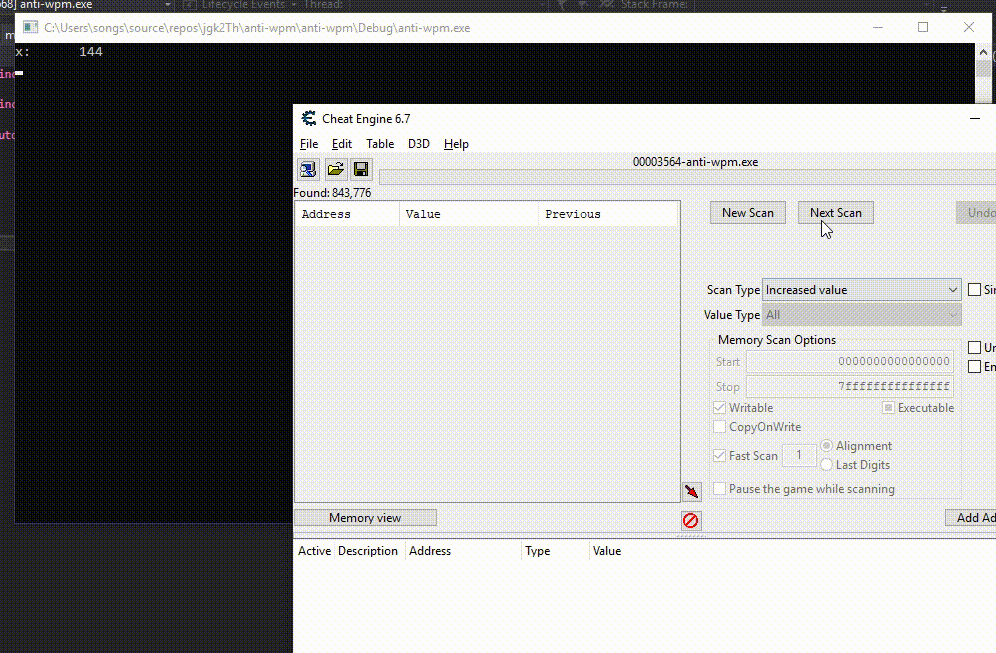 68] anti-wpm.exe Lifecycle Events Thread: Stack Frame:
C:\Users\songs\source\repos\jgk2Th\anti-wpm\anti-wpm\Debug\anti-wpm.exe
x: 144
Cheat Engine 6.7
File Edit Table D3D Help
00003564-anti-wpm.exe
Found: 843,776
Address Value Previous
New Scan Next Scan Undo
Scan Type Increased value
Value Type All
Memory Scan Options
Start 0000000000000000
Stop 7fffffffffffffff
Writable Executable
CopyOnWrite
Fast Scan 1 Alignment
Last Digits
Pause the game while scanning
Memory view Add Ad
Active Description Address Type Value